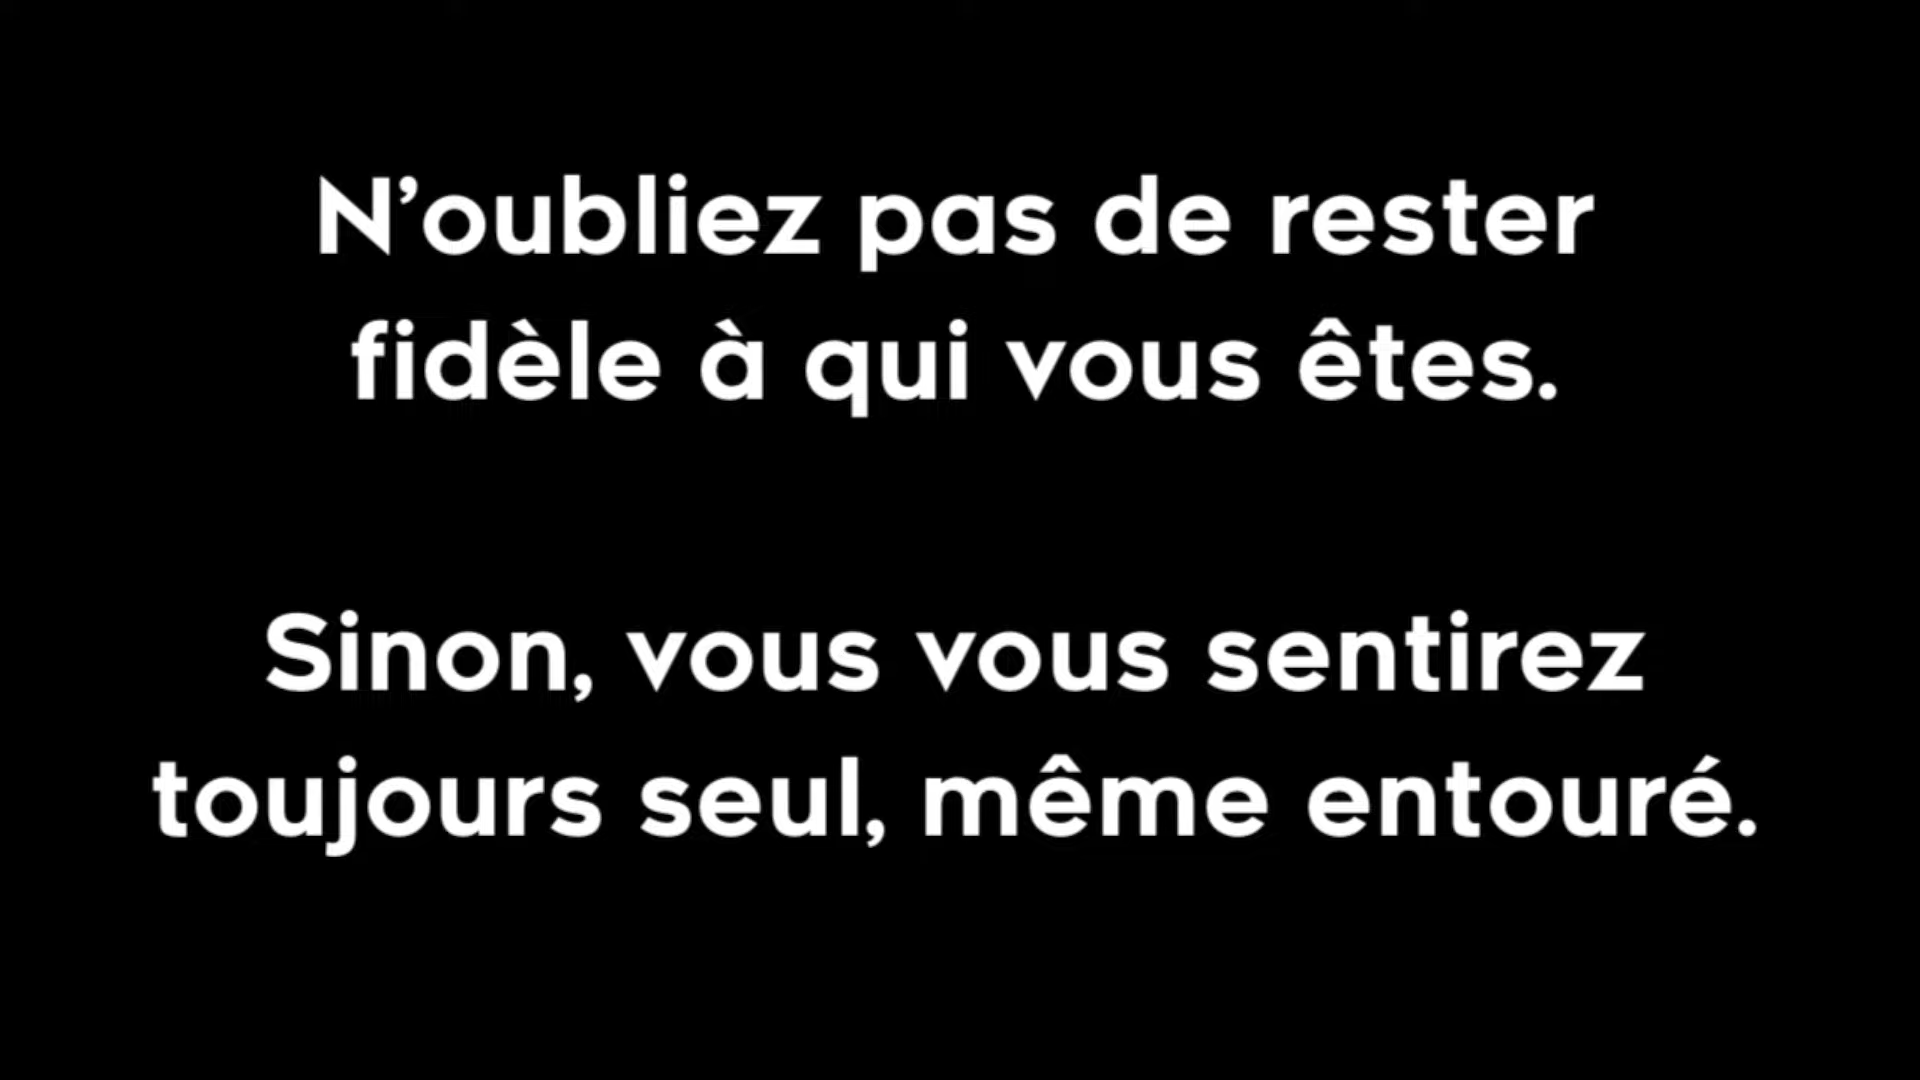 N’oubliez pas de rester
fidèle à qui vous êtes.
Sinon, vous vous sentirez
toujours seul, même entouré.